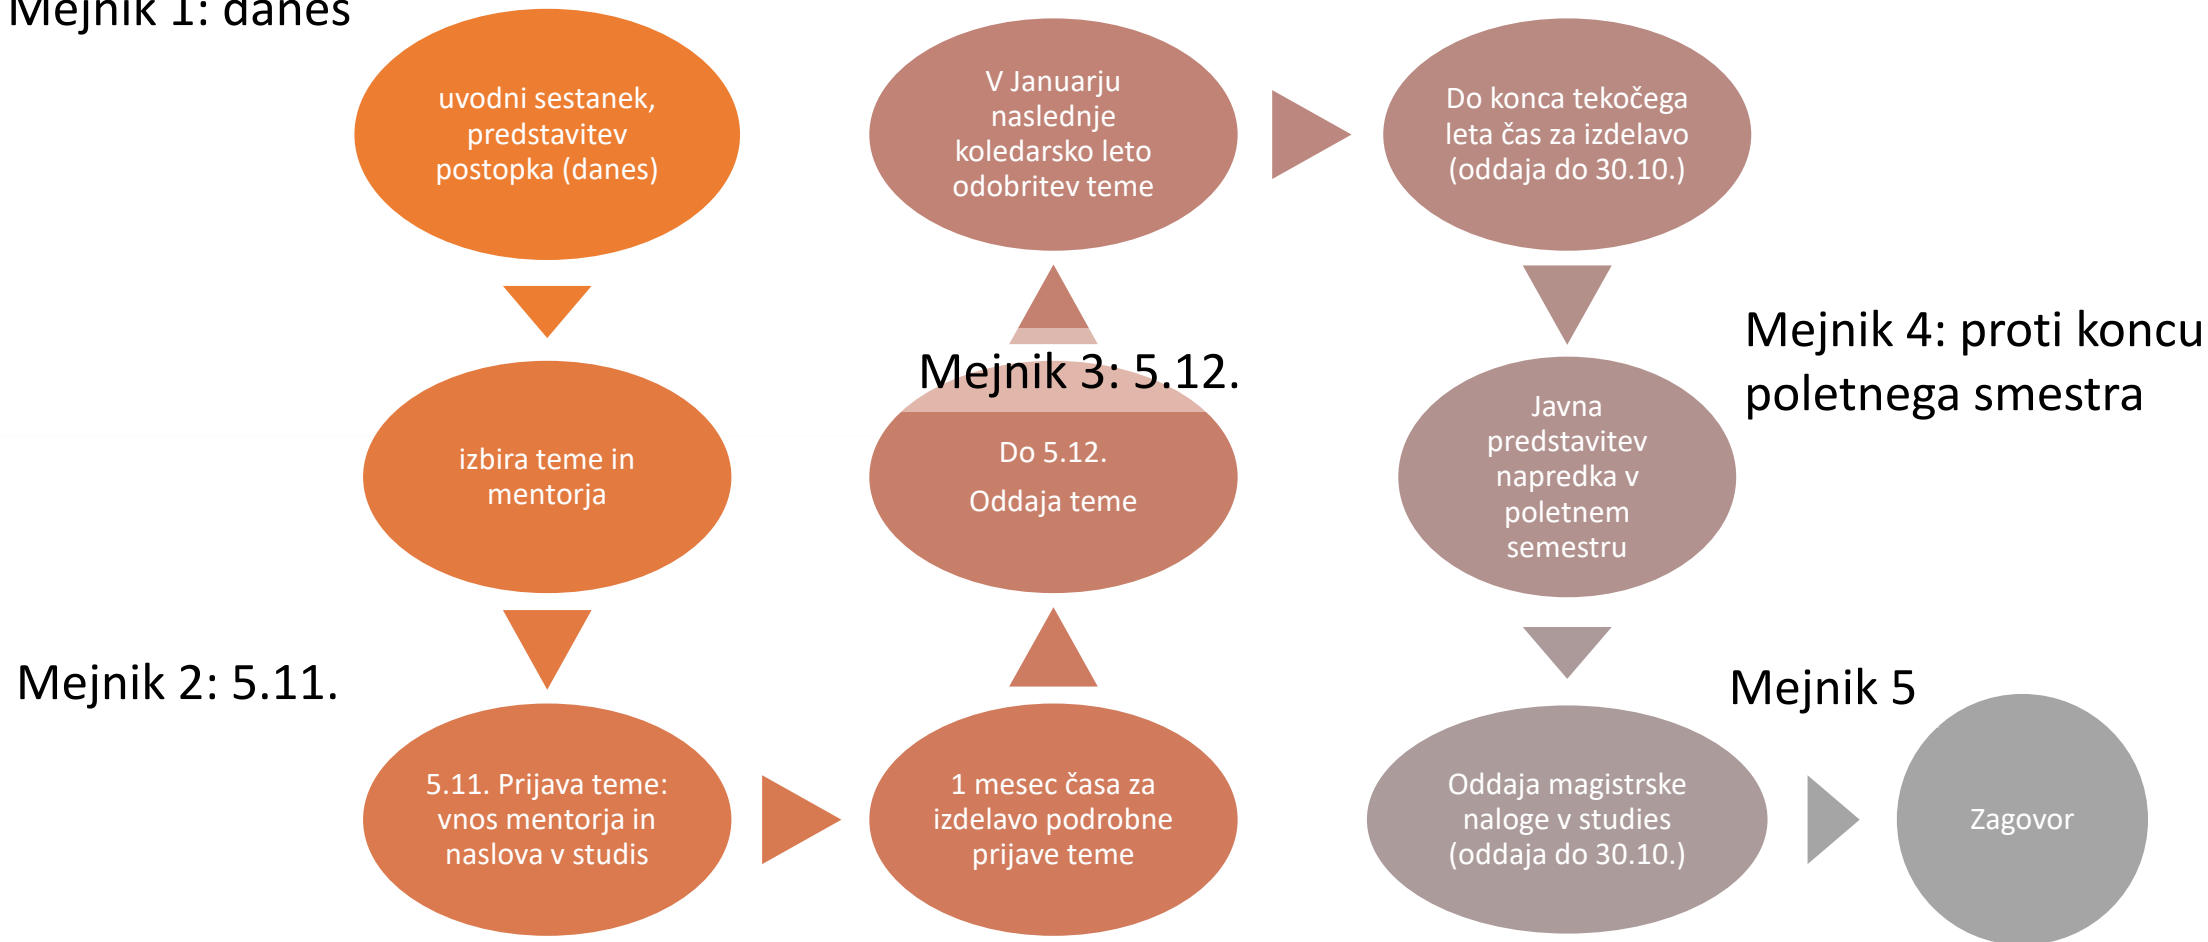 Mejnik 1: danes
uvodni sestanek,
predstavitev
postopka (danes)
izbira teme in
mentorja
Mejnik 2: 5.11.
5.11. Prijava teme:
vnos mentorja in
naslova v studis
1 mesec časa za
izdelavo podrobne
prijave teme
Mejnik 3: 5.12.
Do 5.12.
Oddaja teme
V Januarju
naslednje
koledarsko leto
odobritev teme
Do konca tekočega
leta čas za izdelavo
(oddaja do 30.10.)
Mejnik 4: proti koncu
poletnega smestra
Javna
predstavitev
napredka v
poletnem
semestru
Mejnik 5
Oddaja magistrske
naloge v studies
(oddaja do 30.10.)
Zagovor